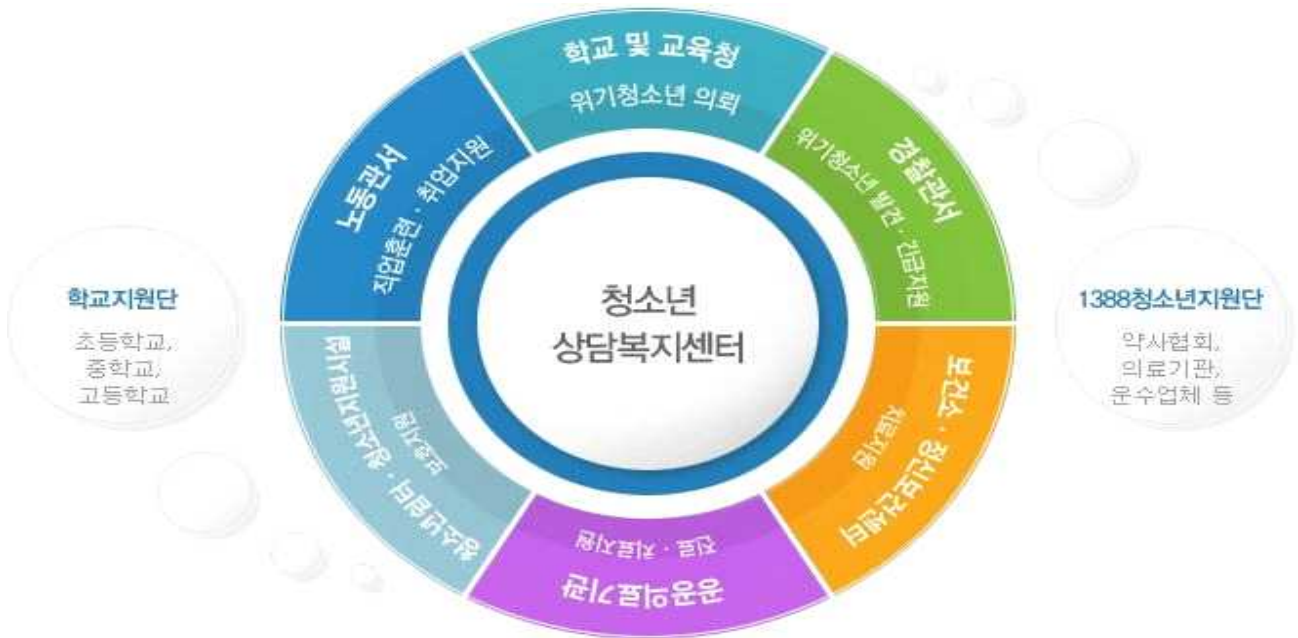 학교 및 교육청
위기청소년 의뢰
경찰관서
위기청소년 발견 · 긴급지원
보건소 · 정신보건센터
치료지원
공공의료기관
진료 · 치료지원
청소년쉼터 · 청소년지원시설
보호지원
노동관서
직업훈련 · 취업지원
청소년
상담복지센터
학교지원단
초등학교,
중학교,
고등학교
1388청소년지원단
약사협회,
의료기관,
운수업체 등